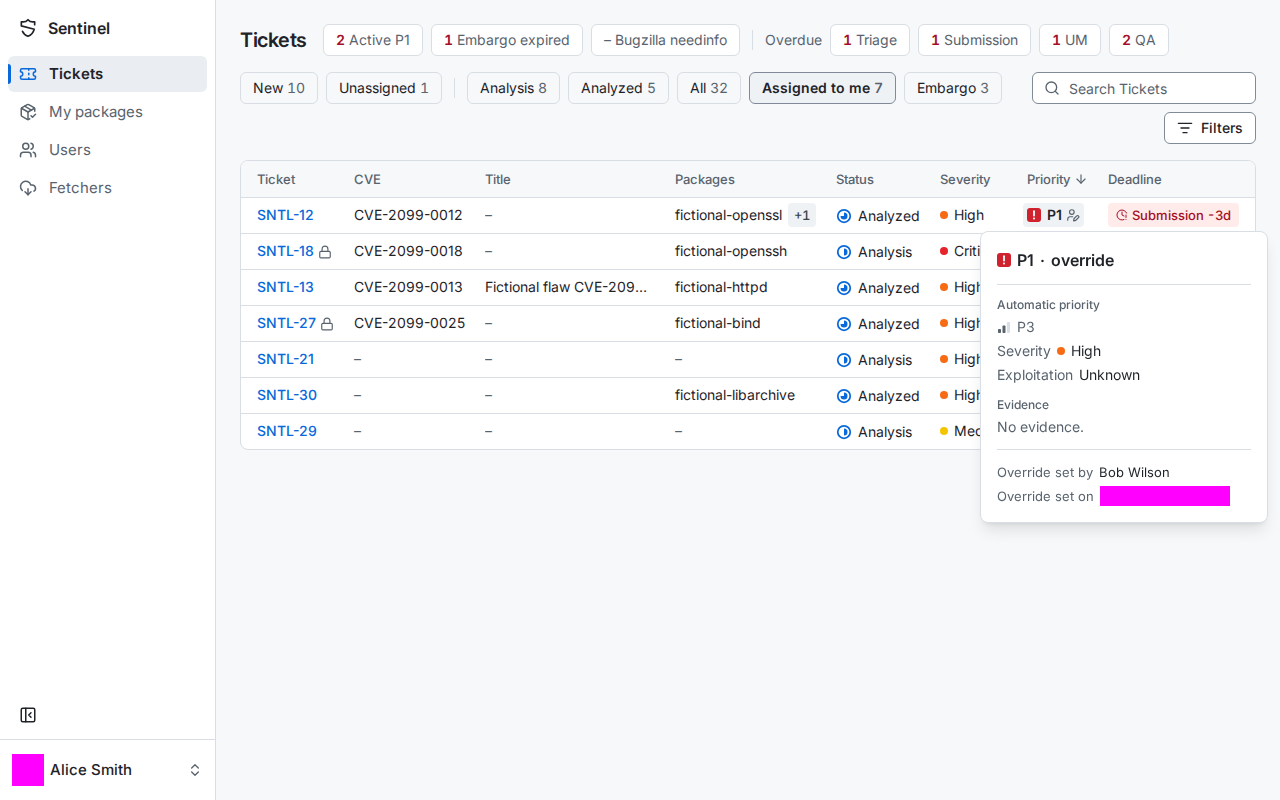 Sentinel
Tickets
My packages
Users
Fetchers
Alice Smith
Tickets
2 Active P1
1 Embargo expired
– Bugzilla needinfo
Overdue
1 Triage
1 Submission
1 UM
2 QA
New 10
Unassigned 1
Analysis 8
Analyzed 5
All 32
Assigned to me 7
Embargo 3
Search Tickets
Filters
Ticket CVE Title Packages Status Severity Priority Deadline
SNTL-12 CVE-2099-0012 – fictional-openssl +1 Analyzed High P1 Submission -3d
SNTL-18 CVE-2099-0018 – fictional-openssh Analysis Criti
SNTL-13 CVE-2099-0013 Fictional flaw CVE-209... fictional-httpd Analyzed High
SNTL-27 CVE-2099-0025 – fictional-bind Analyzed High
SNTL-21 – – – Analysis High
SNTL-30 – – fictional-libarchive Analyzed High
SNTL-29 – – – Analysis Med
P1 · override
Automatic priority
P3
Severity High
Exploitation Unknown
Evidence
No evidence.
Override set by Bob Wilson
Override set on